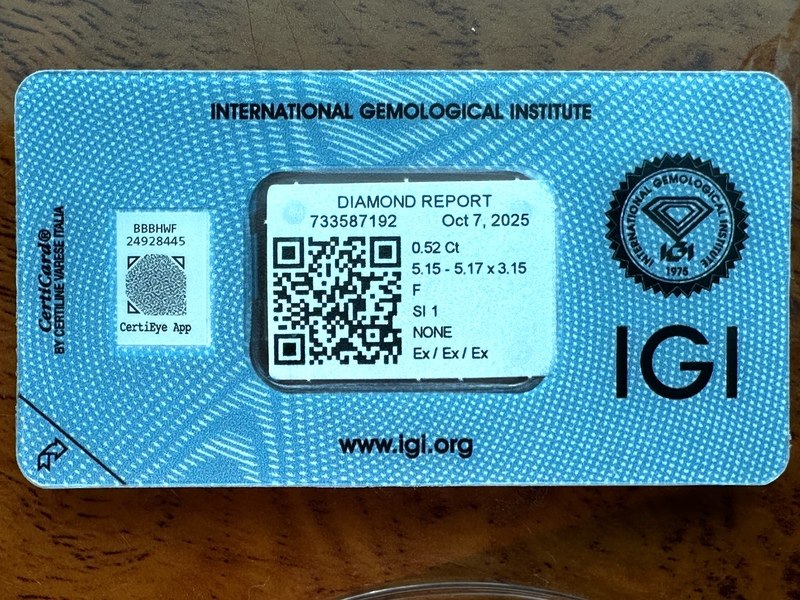 INTERNATIONAL GEMOLOGICAL INSTITUTE
CertiCard®
BY CERTILINE VARESE ITALIA
BBBHWF
24928445
CertiEye App
DIAMOND REPORT
733587192 Oct 7, 2025
0.52 Ct
5.15 - 5.17 x 3.15
F
SI 1
NONE
Ex / Ex / Ex
INTERNATIONAL GEMOLOGICAL INSTITUTE
IGI
1975
IGI
www.igi.org